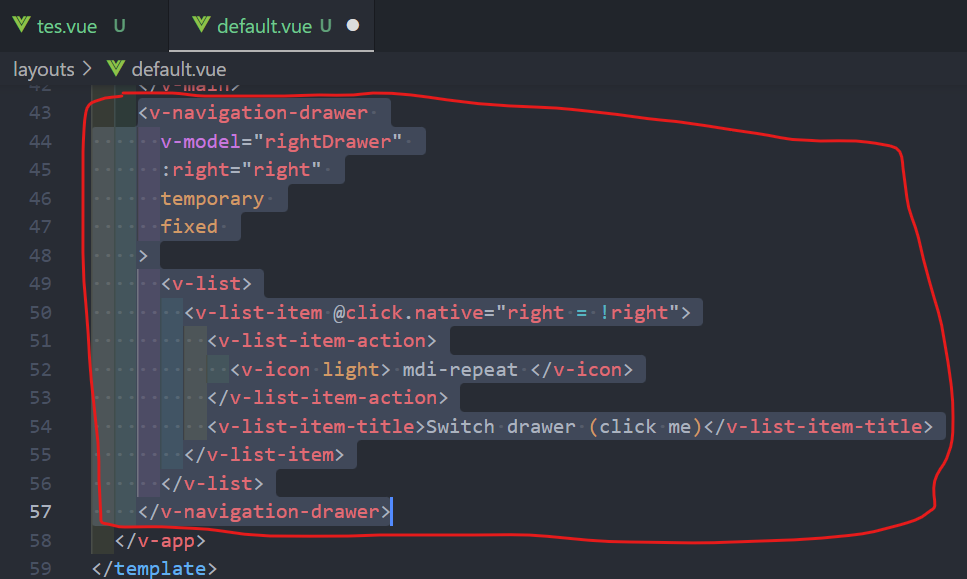 tes.vue U default.vue U
layouts > default.vue
42 </v-main>
43 <v-navigation-drawer
44 v-model="rightDrawer"
45 :right="right"
46 temporary
47 fixed
48 >
49 <v-list>
50 <v-list-item @click.native="right = !right">
51 <v-list-item-action>
52 <v-icon light> mdi-repeat </v-icon>
53 </v-list-item-action>
54 <v-list-item-title>Switch drawer (click me)</v-list-item-title>
55 </v-list-item>
56 </v-list>
57 </v-navigation-drawer>
58 </v-app>
59 </template>